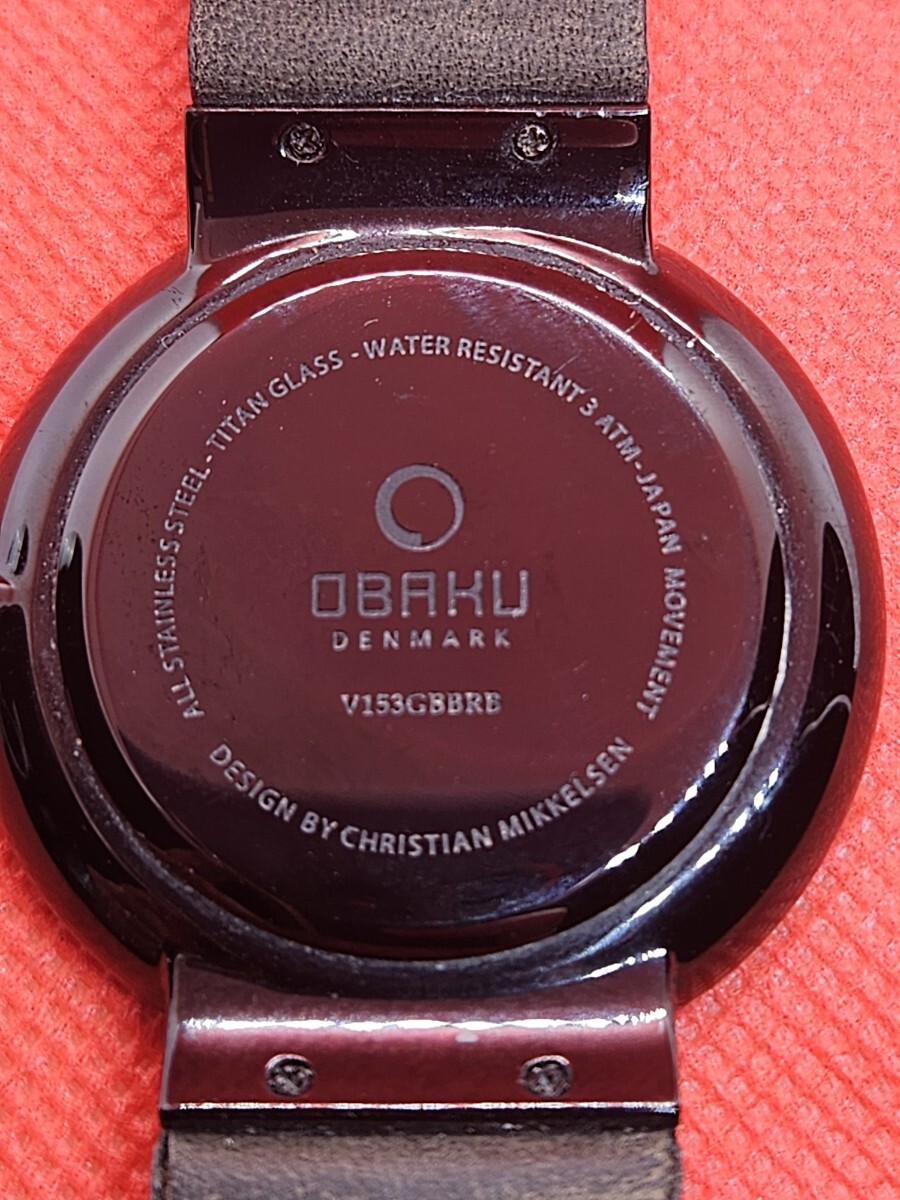 ALL STAINLESS STEEL - TITAN GLASS - WATER RESISTANT 3 ATM - JAPAN MOVEMENT
OBAKU
DENMARK
V153GBBRB
DESIGN BY CHRISTIAN MIKKELSEN